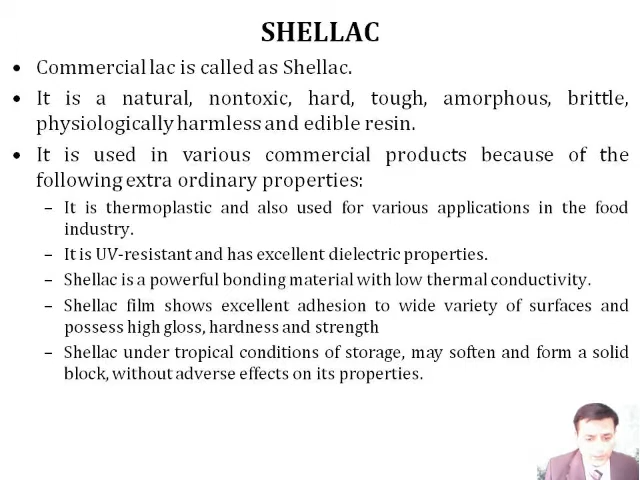 SHELLAC
• Commercial lac is called as Shellac.
• It is a natural, nontoxic, hard, tough, amorphous, brittle,
physiologically harmless and edible resin.
• It is used in various commercial products because of the
following extra ordinary properties:
– It is thermoplastic and also used for various applications in the food
industry.
– It is UV-resistant and has excellent dielectric properties.
– Shellac is a powerful bonding material with low thermal conductivity.
– Shellac film shows excellent adhesion to wide variety of surfaces and
possess high gloss, hardness and strength
– Shellac under tropical conditions of storage, may soften and form a solid
block, without adverse effects on its properties.